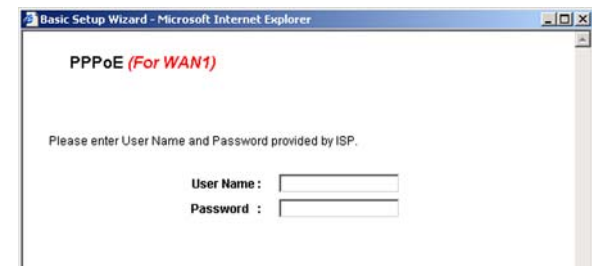 Basic Setup Wizard - Microsoft Internet Explorer
PPPoE (For WAN1)
Please enter User Name and Password provided by ISP.
User Name :
Password :